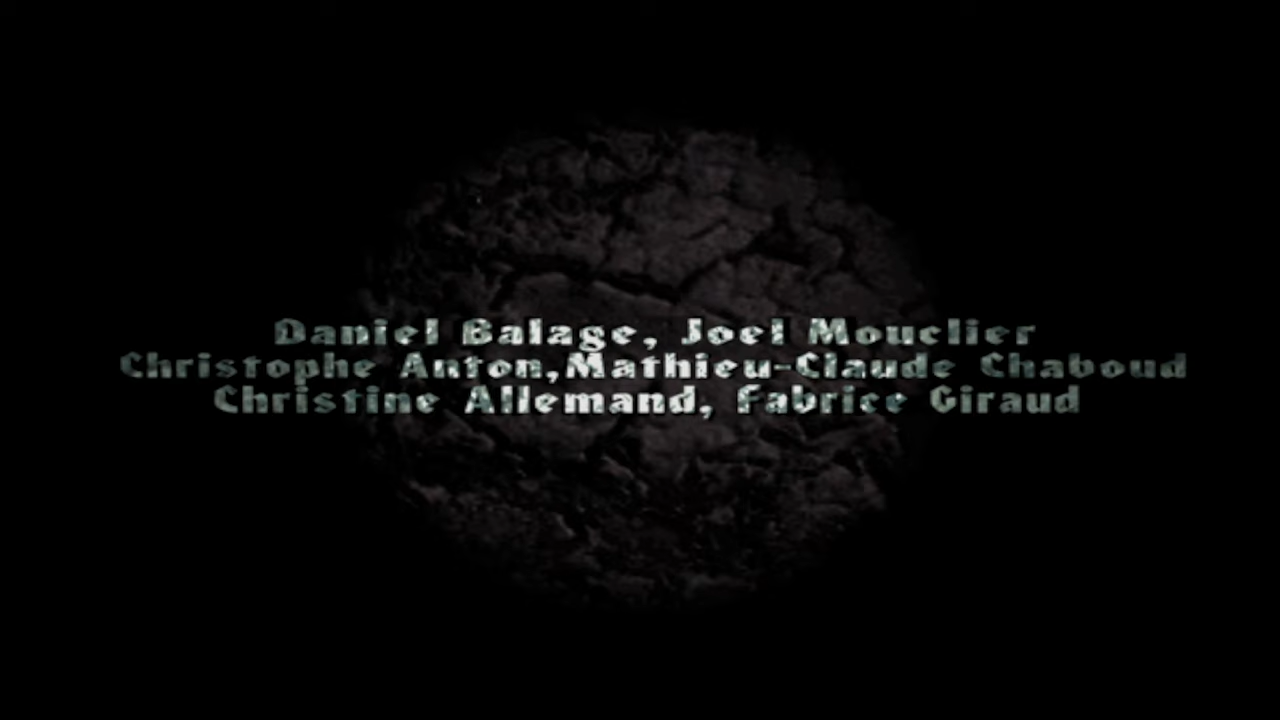 Daniel Balage, Joel Mouclier
Christophe Anton,Mathieu-Claude Chaboud
Christine Allemand, Fabrice Giraud